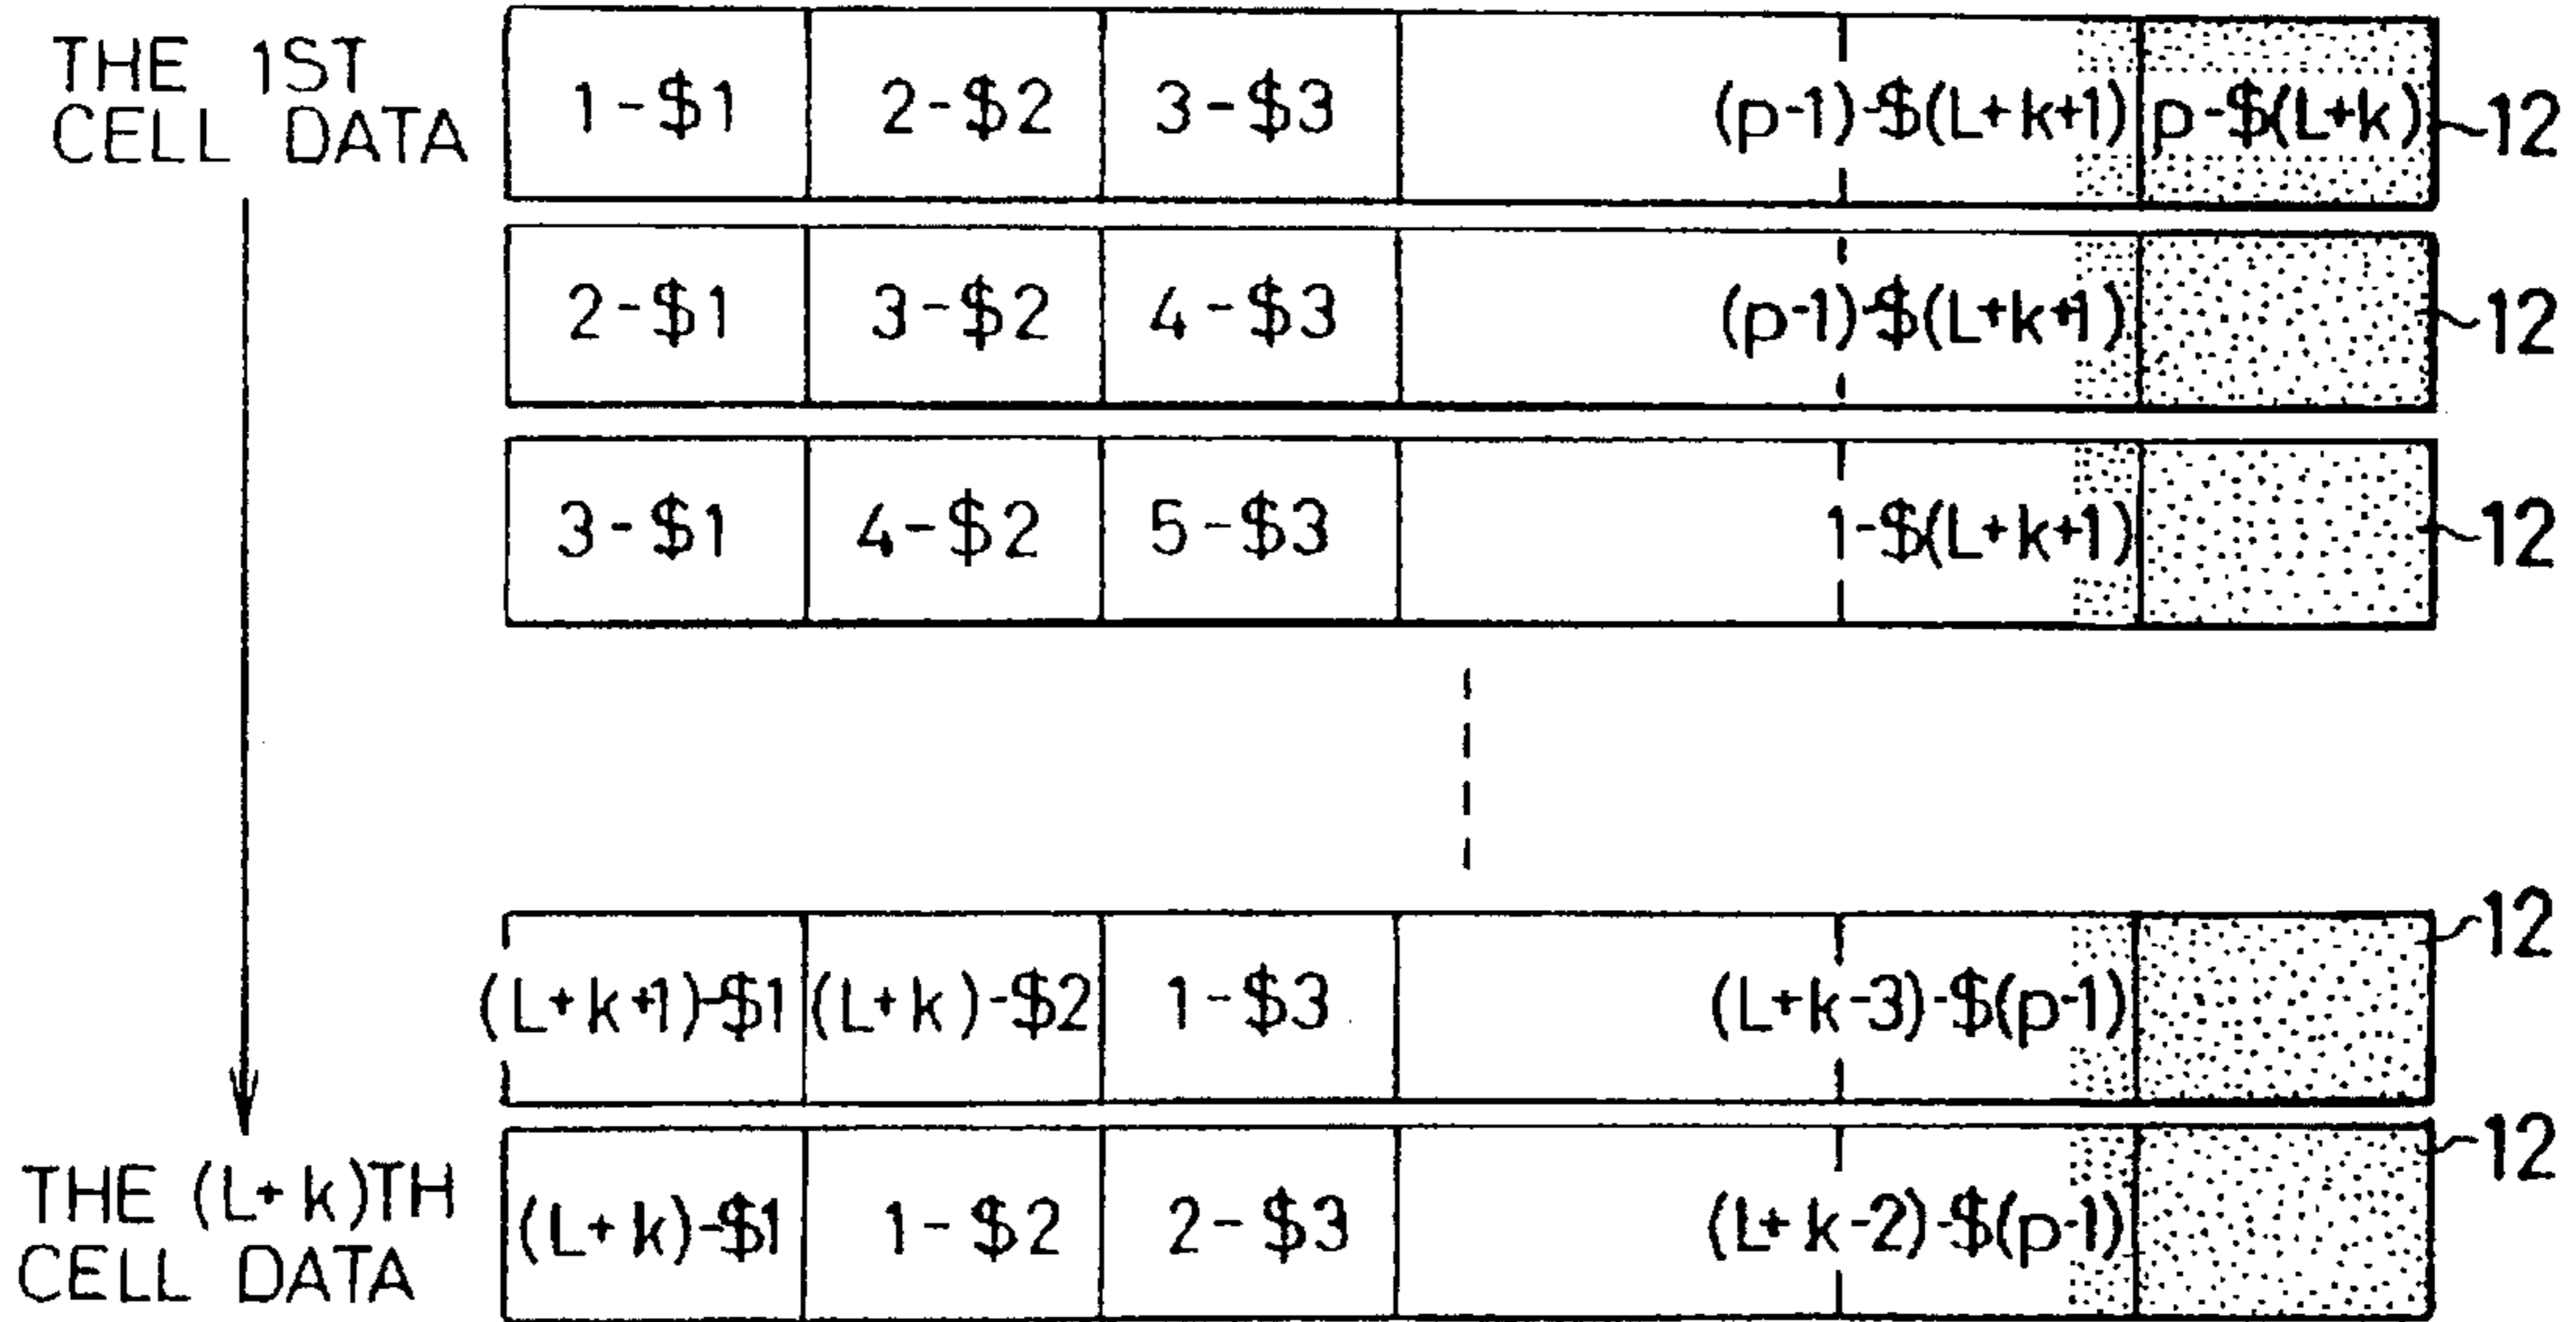 THE 1ST
CELL DATA
1-$1 2-$2 3-$3 (p-1)-$(L+k+1) p-$(L+k) 12
2-$1 3-$2 4-$3 (p-1)-$(L+k+1) 12
3-$1 4-$2 5-$3 1-$(L+k+1) 12
(L+k+1)-$1 (L+k)-$2 1-$3 (L+k-3)-$(p-1) 12
THE (L+k)TH
CELL DATA
(L+k)-$1 1-$2 2-$3 (L+k-2)-$(p-1) 12